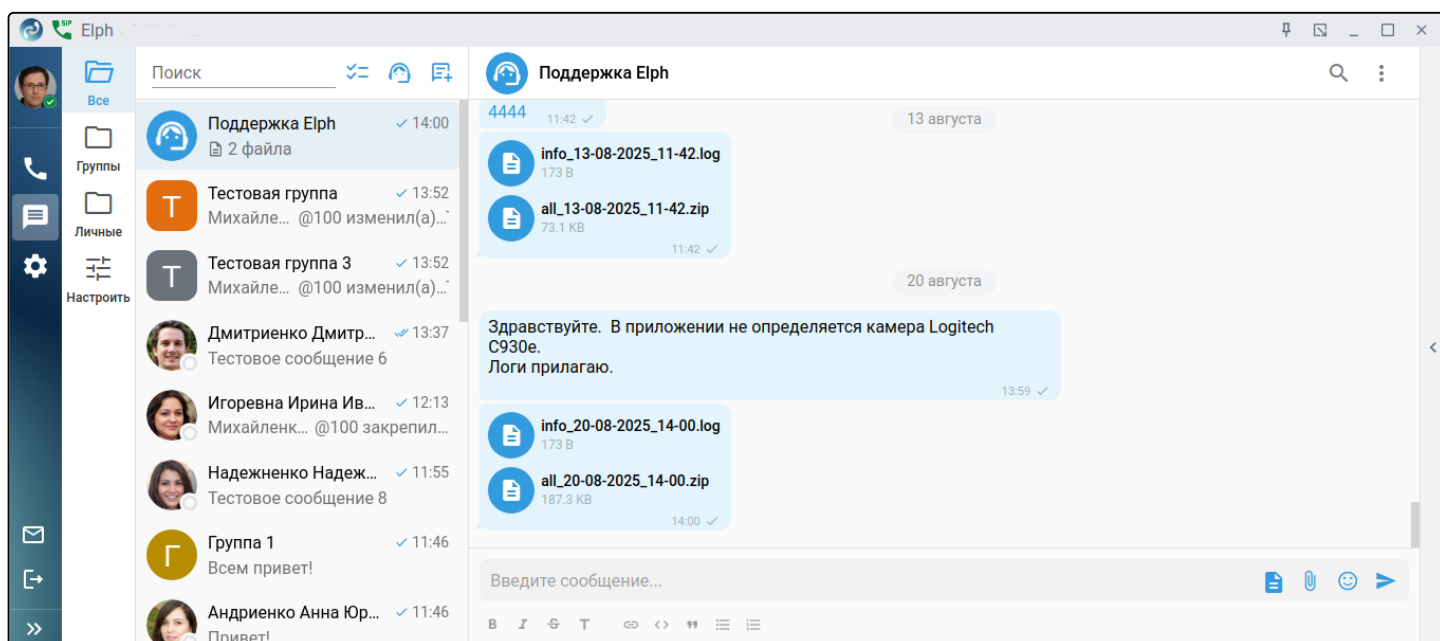 SIP
Elph
Все
Группы
Личные
Настроить
Поиск
Поддержка Elph
14:00
2 файла
Т
Тестовая группа
13:52
Михайле... @100 изменил(а)...
Т
Тестовая группа 3
13:52
Михайле... @100 изменил(а)...
Дмитриенко Дмитр...
13:37
Тестовое сообщение 6
Игоревна Ирина Ив...
12:13
Михайленк... @100 закрепил...
Надежненко Надеж...
11:55
Тестовое сообщение 8
Г
Группа 1
11:46
Всем привет!
Андриенко Анна Юр...
11:46
Привет!
Поддержка Elph
4444
11:42
13 августа
info_13-08-2025_11-42.log
173 B
all_13-08-2025_11-42.zip
73.1 KB
11:42
20 августа
Здравствуйте.  В приложении не определяется камера Logitech
C930e.
Логи прилагаю.
13:59
info_20-08-2025_14-00.log
173 B
all_20-08-2025_14-00.zip
187.3 KB
14:00
Введите сообщение...
B I S T